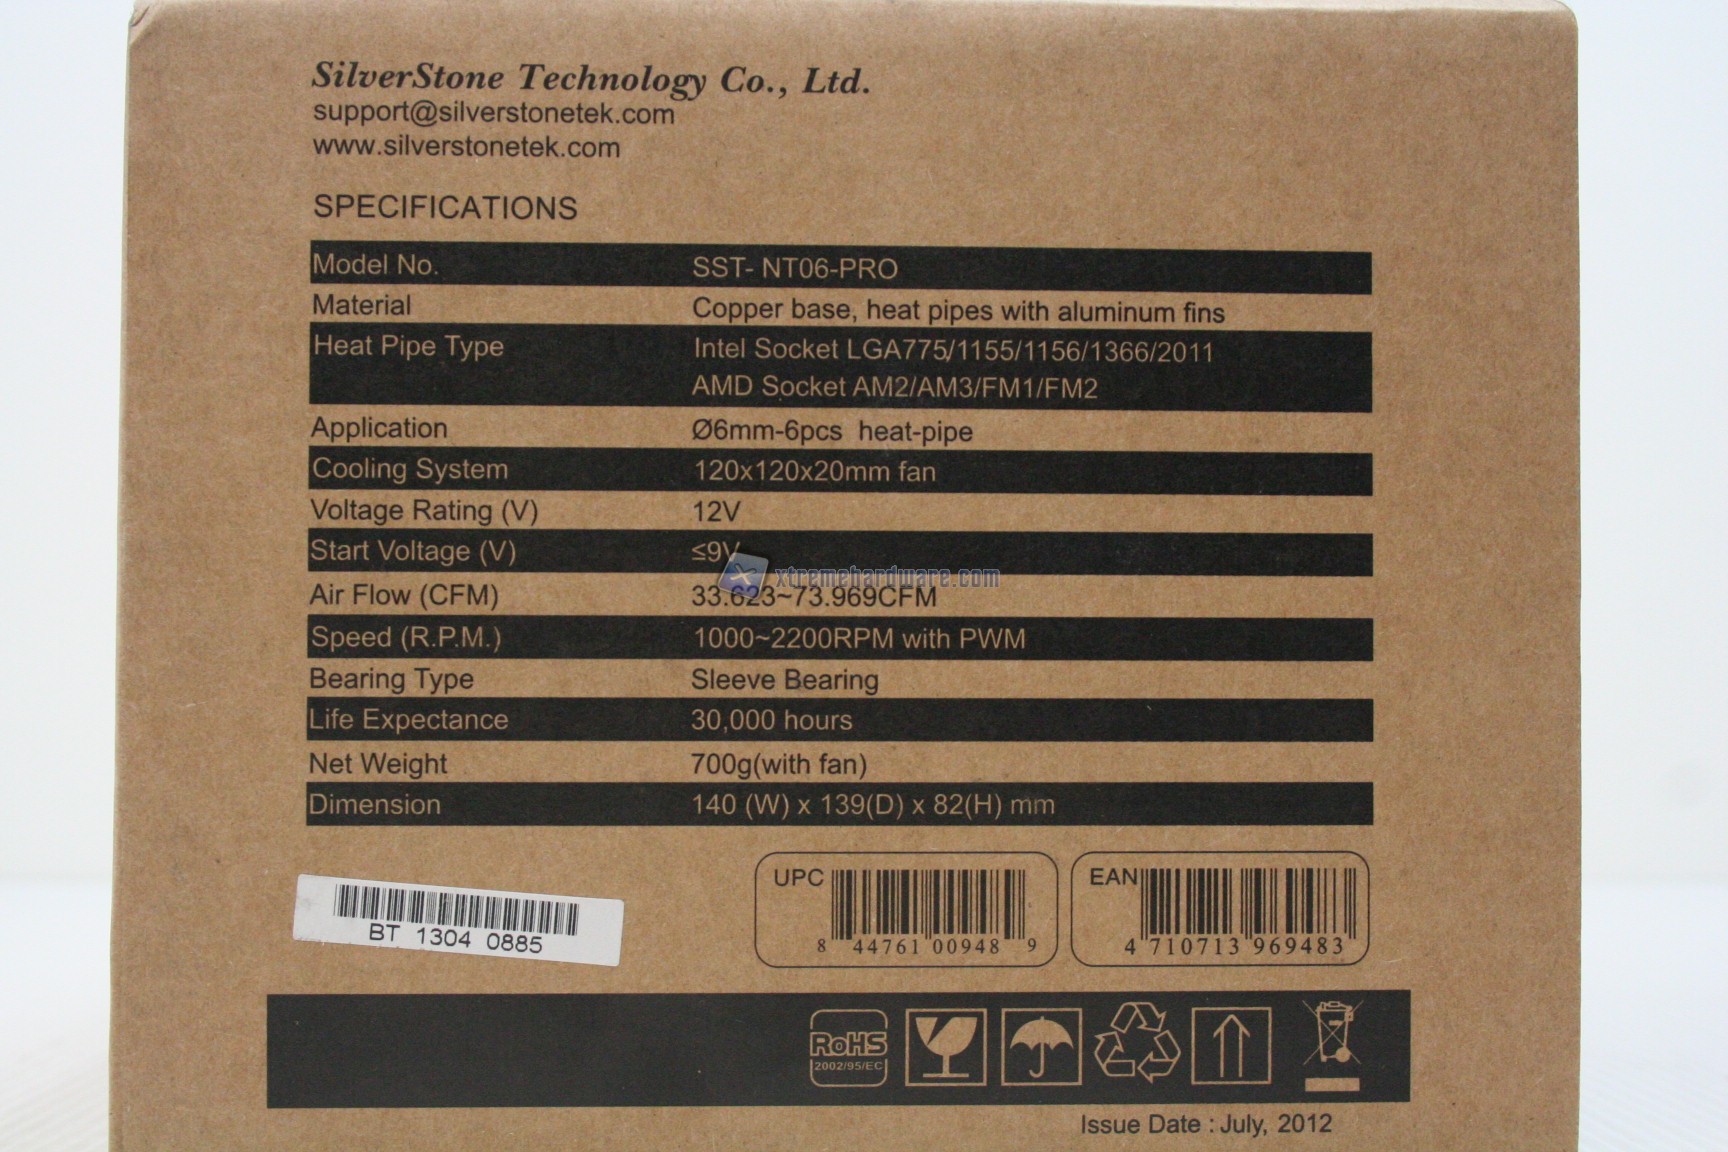 SilverStone Technology Co., Ltd.
support@silverstonetek.com
www.silverstonetek.com
SPECIFICATIONS
Model No. SST- NT06-PRO
Material Copper base, heat pipes with aluminum fins
Heat Pipe Type Intel Socket LGA775/1155/1156/1366/2011
AMD Socket AM2/AM3/FM1/FM2
Application Ø6mm-6pcs heat-pipe
Cooling System 120x120x20mm fan
Voltage Rating (V) 12V
Start Voltage (V) ≤9V
xtremehardware.com
Air Flow (CFM) 33.623~73.969CFM
Speed (R.P.M.) 1000~2200RPM with PWM
Bearing Type Sleeve Bearing
Life Expectance 30,000 hours
Net Weight 700g(with fan)
Dimension 140 (W) x 139(D) x 82(H) mm
BT 1304 0885
UPC
8 44761 00948 9
EAN
4 710713 969483
RoHS
2002/95/EC
Issue Date : July, 2012